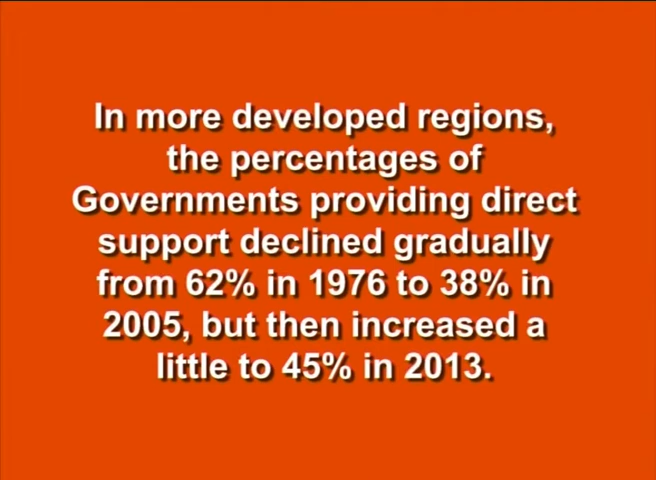 In more developed regions,
the percentages of
Governments providing direct
support declined gradually
from 62% in 1976 to 38% in
2005, but then increased a
little to 45% in 2013.